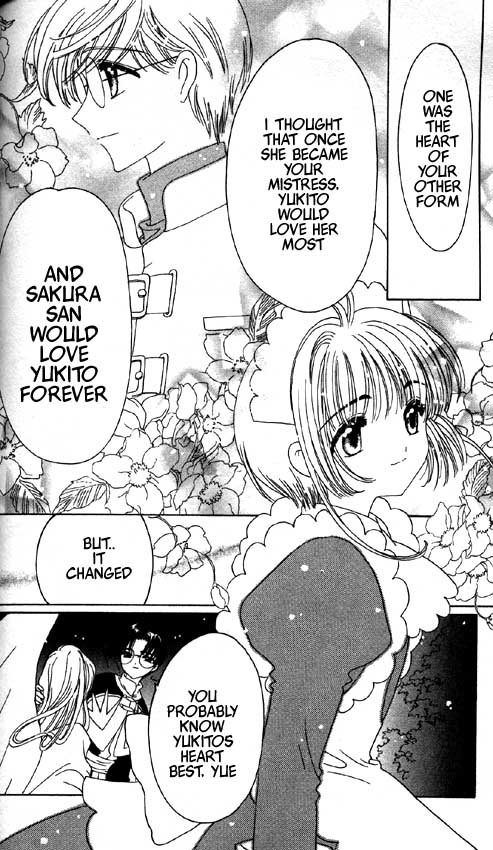 ONE
WAS
THE
HEART
OF
YOUR
OTHER
FORM
I THOUGHT
THAT ONCE
SHE BECAME
YOUR
MISTRESS.
YUKITO
WOULD
LOVE HER
MOST
AND
SAKURA
SAN
WOULD
LOVE
YUKITO
FOREVER
BUT..
IT
CHANGED
YOU
PROBABLY
KNOW
YUKITOS
HEART
BEST. YUE